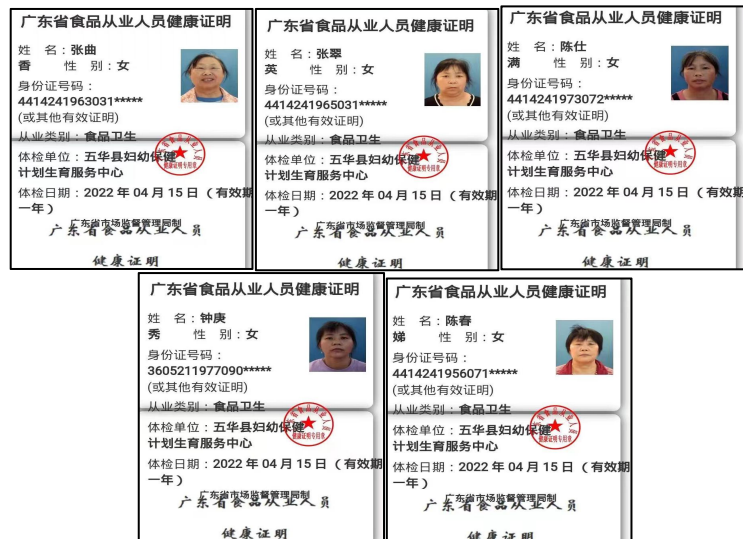 广东省食品从业人员健康证明
姓 名：张曲
香 性 别：女
身份证号码：
4414241963031*****
(或其他有效证明)
从业类别：食品卫生
体检单位：五华县妇幼保健
计划生育服务中心
体检日期：2022 年 04 月 15 日（有效期
一年）
广东省市场监督管理局制
广东省食品从业人员
健康证明
广东省食品从业人员健康证明
姓 名：张翠
英 性 别：女
身份证号码：
4414241965031*****
(或其他有效证明)
从业类别：食品卫生
体检单位：五华县妇幼保健
计划生育服务中心
体检日期：2022 年 04 月 15 日（有效期
一年）
广东省市场监督管理局制
广东省食品从业人员
健康证明
广东省食品从业人员健康证明
姓 名：陈仕
满 性 别：女
身份证号码：
4414241973072*****
(或其他有效证明)
从业类别：食品卫生
体检单位：五华县妇幼保健
计划生育服务中心
体检日期：2022 年 04 月 15 日（有效期
一年）
广东省市场监督管理局制
广东省食品从业人员
健康证明
广东省食品从业人员健康证明
姓 名：钟庚
秀 性 别：女
身份证号码：
3605211977090*****
(或其他有效证明)
从业类别：食品卫生
体检单位：五华县妇幼保健
计划生育服务中心
体检日期：2022 年 04 月 15 日（有效期
一年）
广东省市场监督管理局制
广东省食品从业人员
健康证明
广东省食品从业人员健康证明
姓 名：陈春
娣 性 别：女
身份证号码：
4414241956071*****
(或其他有效证明)
从业类别：食品卫生
体检单位：五华县妇幼保健
计划生育服务中心
体检日期：2022 年 04 月 15 日（有效期
一年）
广东省市场监督管理局制
广东省食品从业人员
健康证明